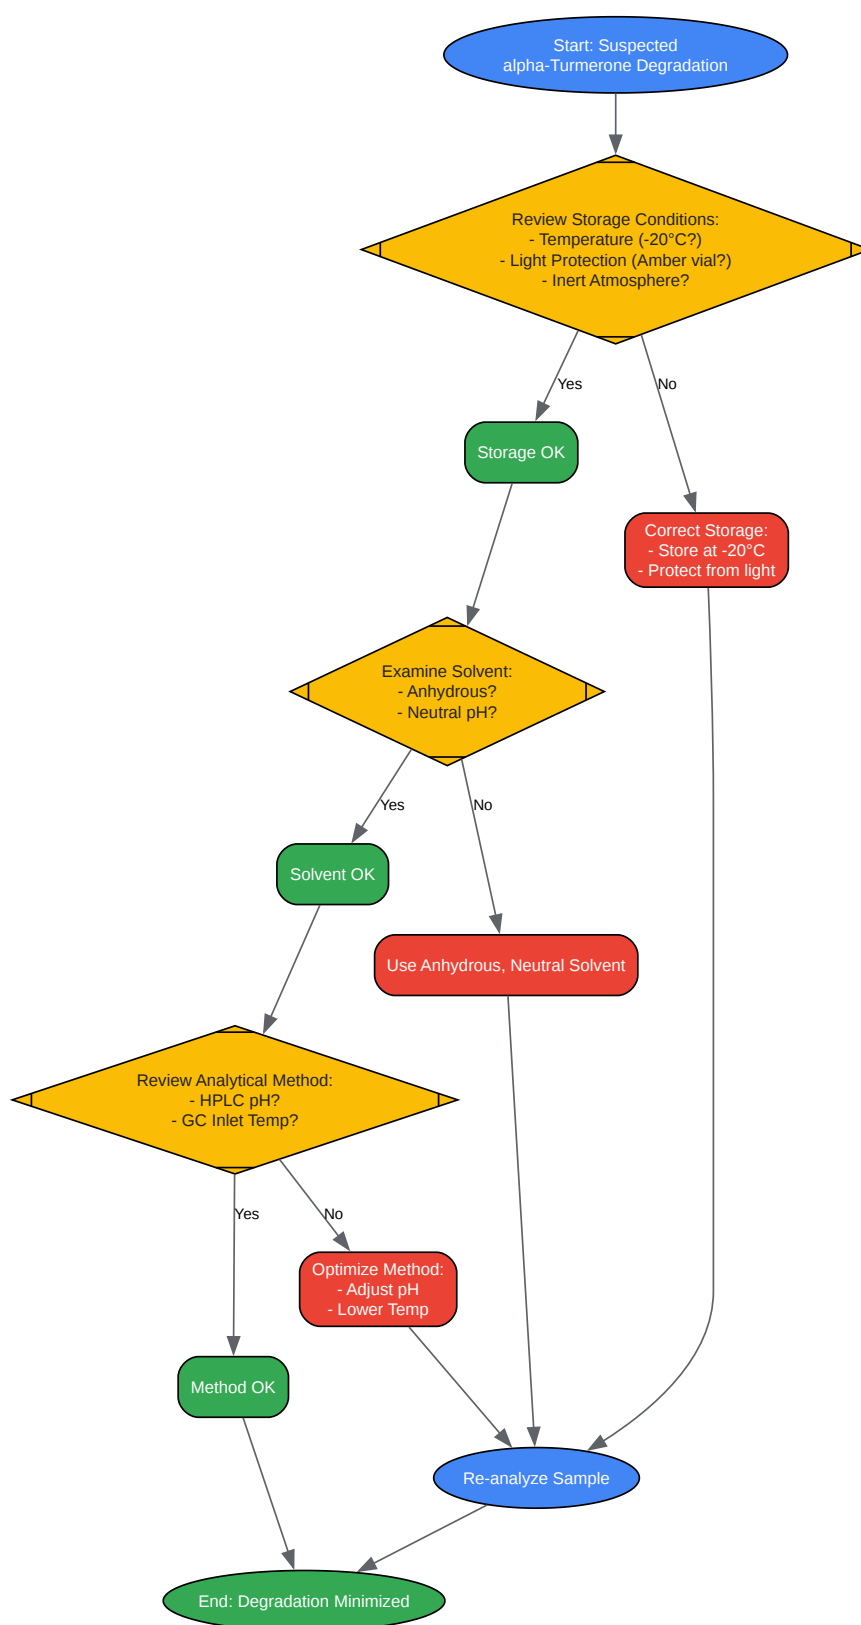 Start: Suspected
alpha-Turmerone Degradation
Review Storage Conditions:
- Temperature (-20°C?)
- Light Protection (Amber vial?)
- Inert Atmosphere?
Yes
No
Storage OK
Correct Storage:
- Store at -20°C
- Protect from light
Examine Solvent:
- Anhydrous?
- Neutral pH?
Yes
No
Solvent OK
Use Anhydrous, Neutral Solvent
Review Analytical Method:
- HPLC pH?
- GC Inlet Temp?
Yes
No
Optimize Method:
- Adjust pH
- Lower Temp
Method OK
Re-analyze Sample
End: Degradation Minimized